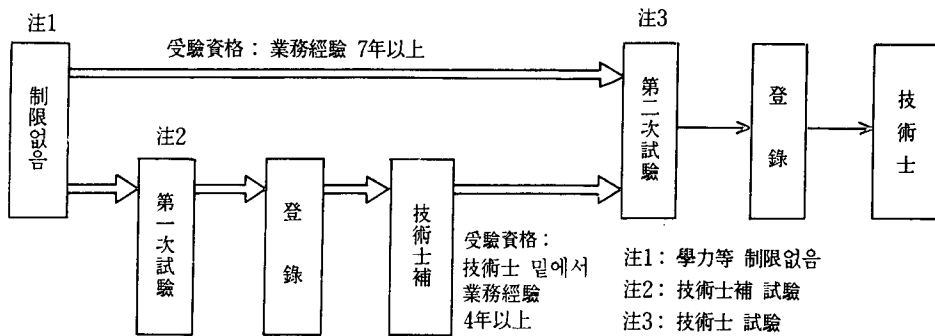 注1
制限없음
受驗資格： 業務經驗 7年以上
注2
第一次試驗
登錄
技術士補
受驗資格：
技術士 밑에서
業務經驗
4年以上
注3
第二次試驗
登錄
技術士
注1： 學力等 制限없음
注2： 技術士補 試驗
注3： 技術士 試驗